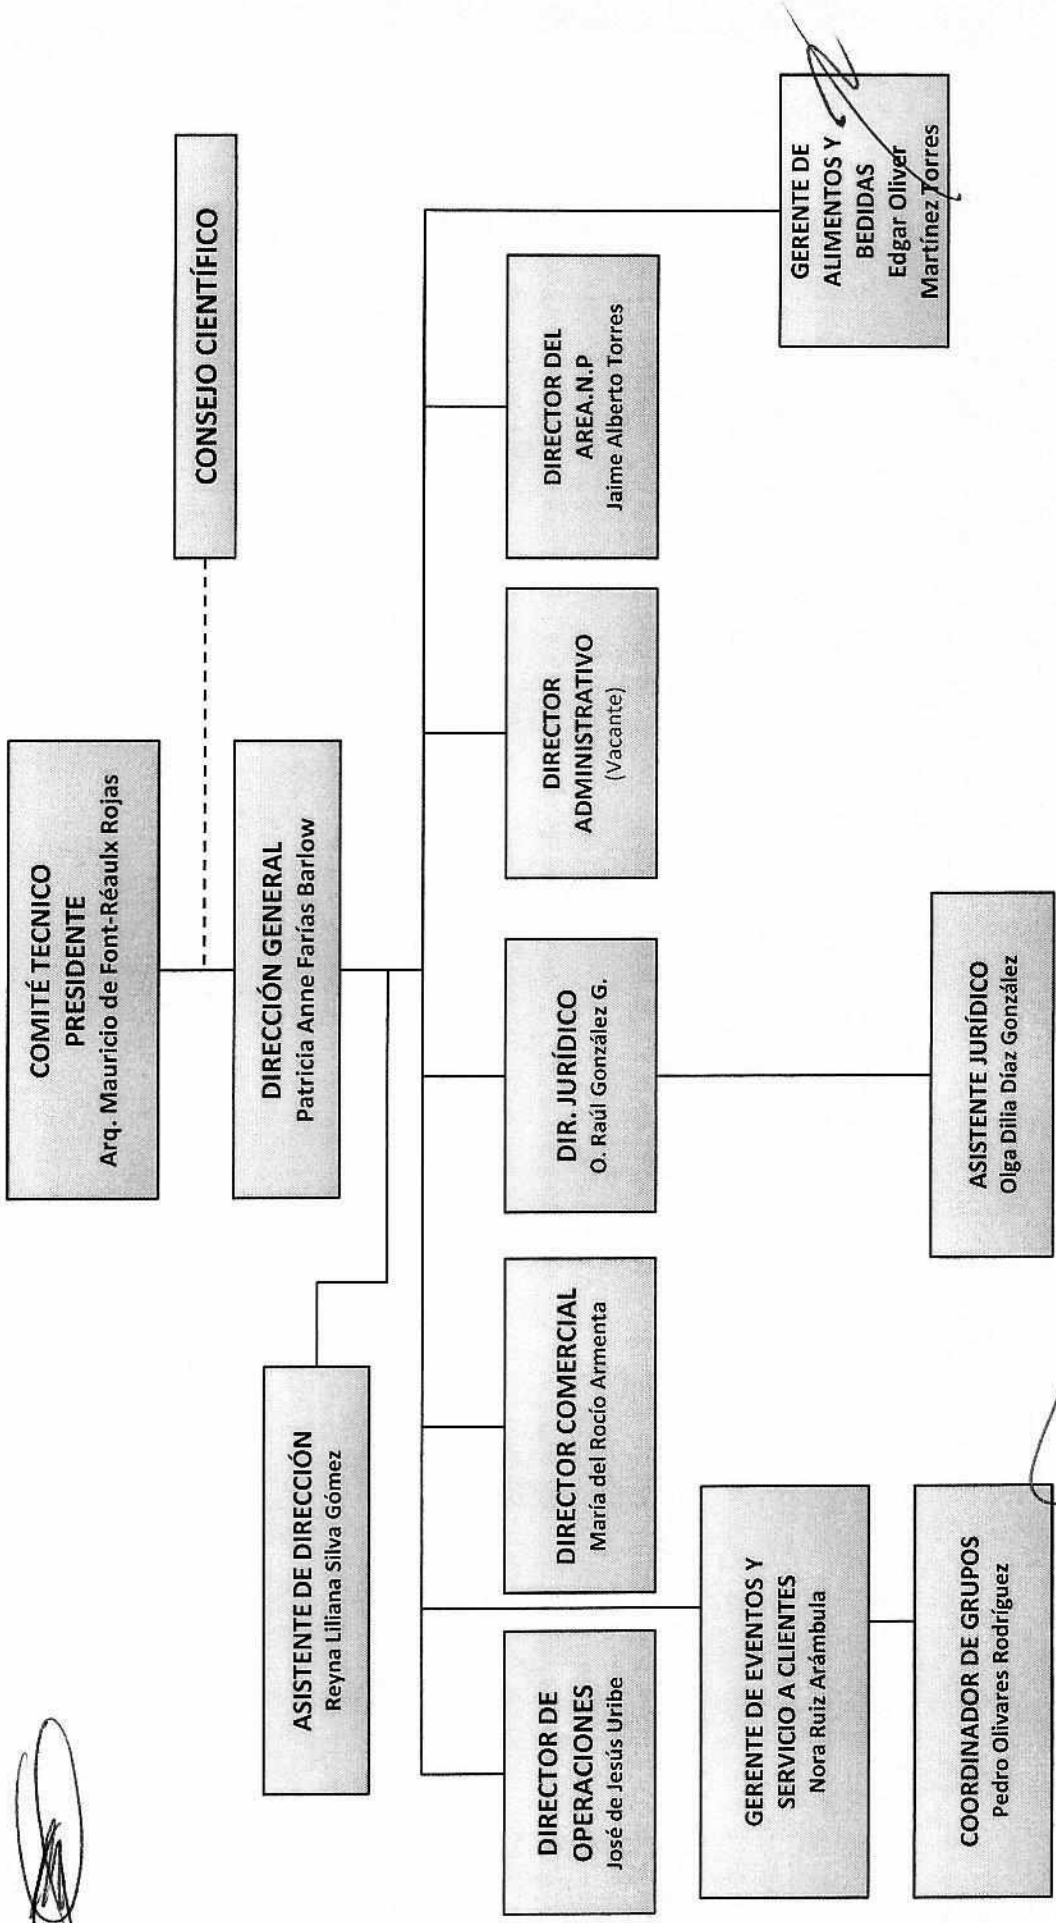 COMITÉ TECNICO
PRESIDENTE
Arq. Mauricio de Font-Réaulx Rojas
CONSEJO CIENTÍFICO
DIRECCIÓN GENERAL
Patricia Anne Farías Barlow
ASISTENTE DE DIRECCIÓN
Reyna Liliana Silva Gómez
DIRECTOR DE
OPERACIONES
José de Jesús Uribe
DIRECTOR COMERCIAL
María del Rocío Armenta
DIR. JURÍDICO
O. Raúl González G.
DIRECTOR
ADMINISTRATIVO
(Vacante)
DIRECTOR DEL
AREA.N.P
Jaime Alberto Torres
GERENTE DE EVENTOS Y
SERVICIO A CLIENTES
Nora Ruiz Arámbula
GERENTE DE
ALIMENTOS Y
BEDIDAS
Edgar Oliver
Martínez Torres
COORDINADOR DE GRUPOS
Pedro Olivares Rodríguez
ASISTENTE JURÍDICO
Olga Dilia Díaz González